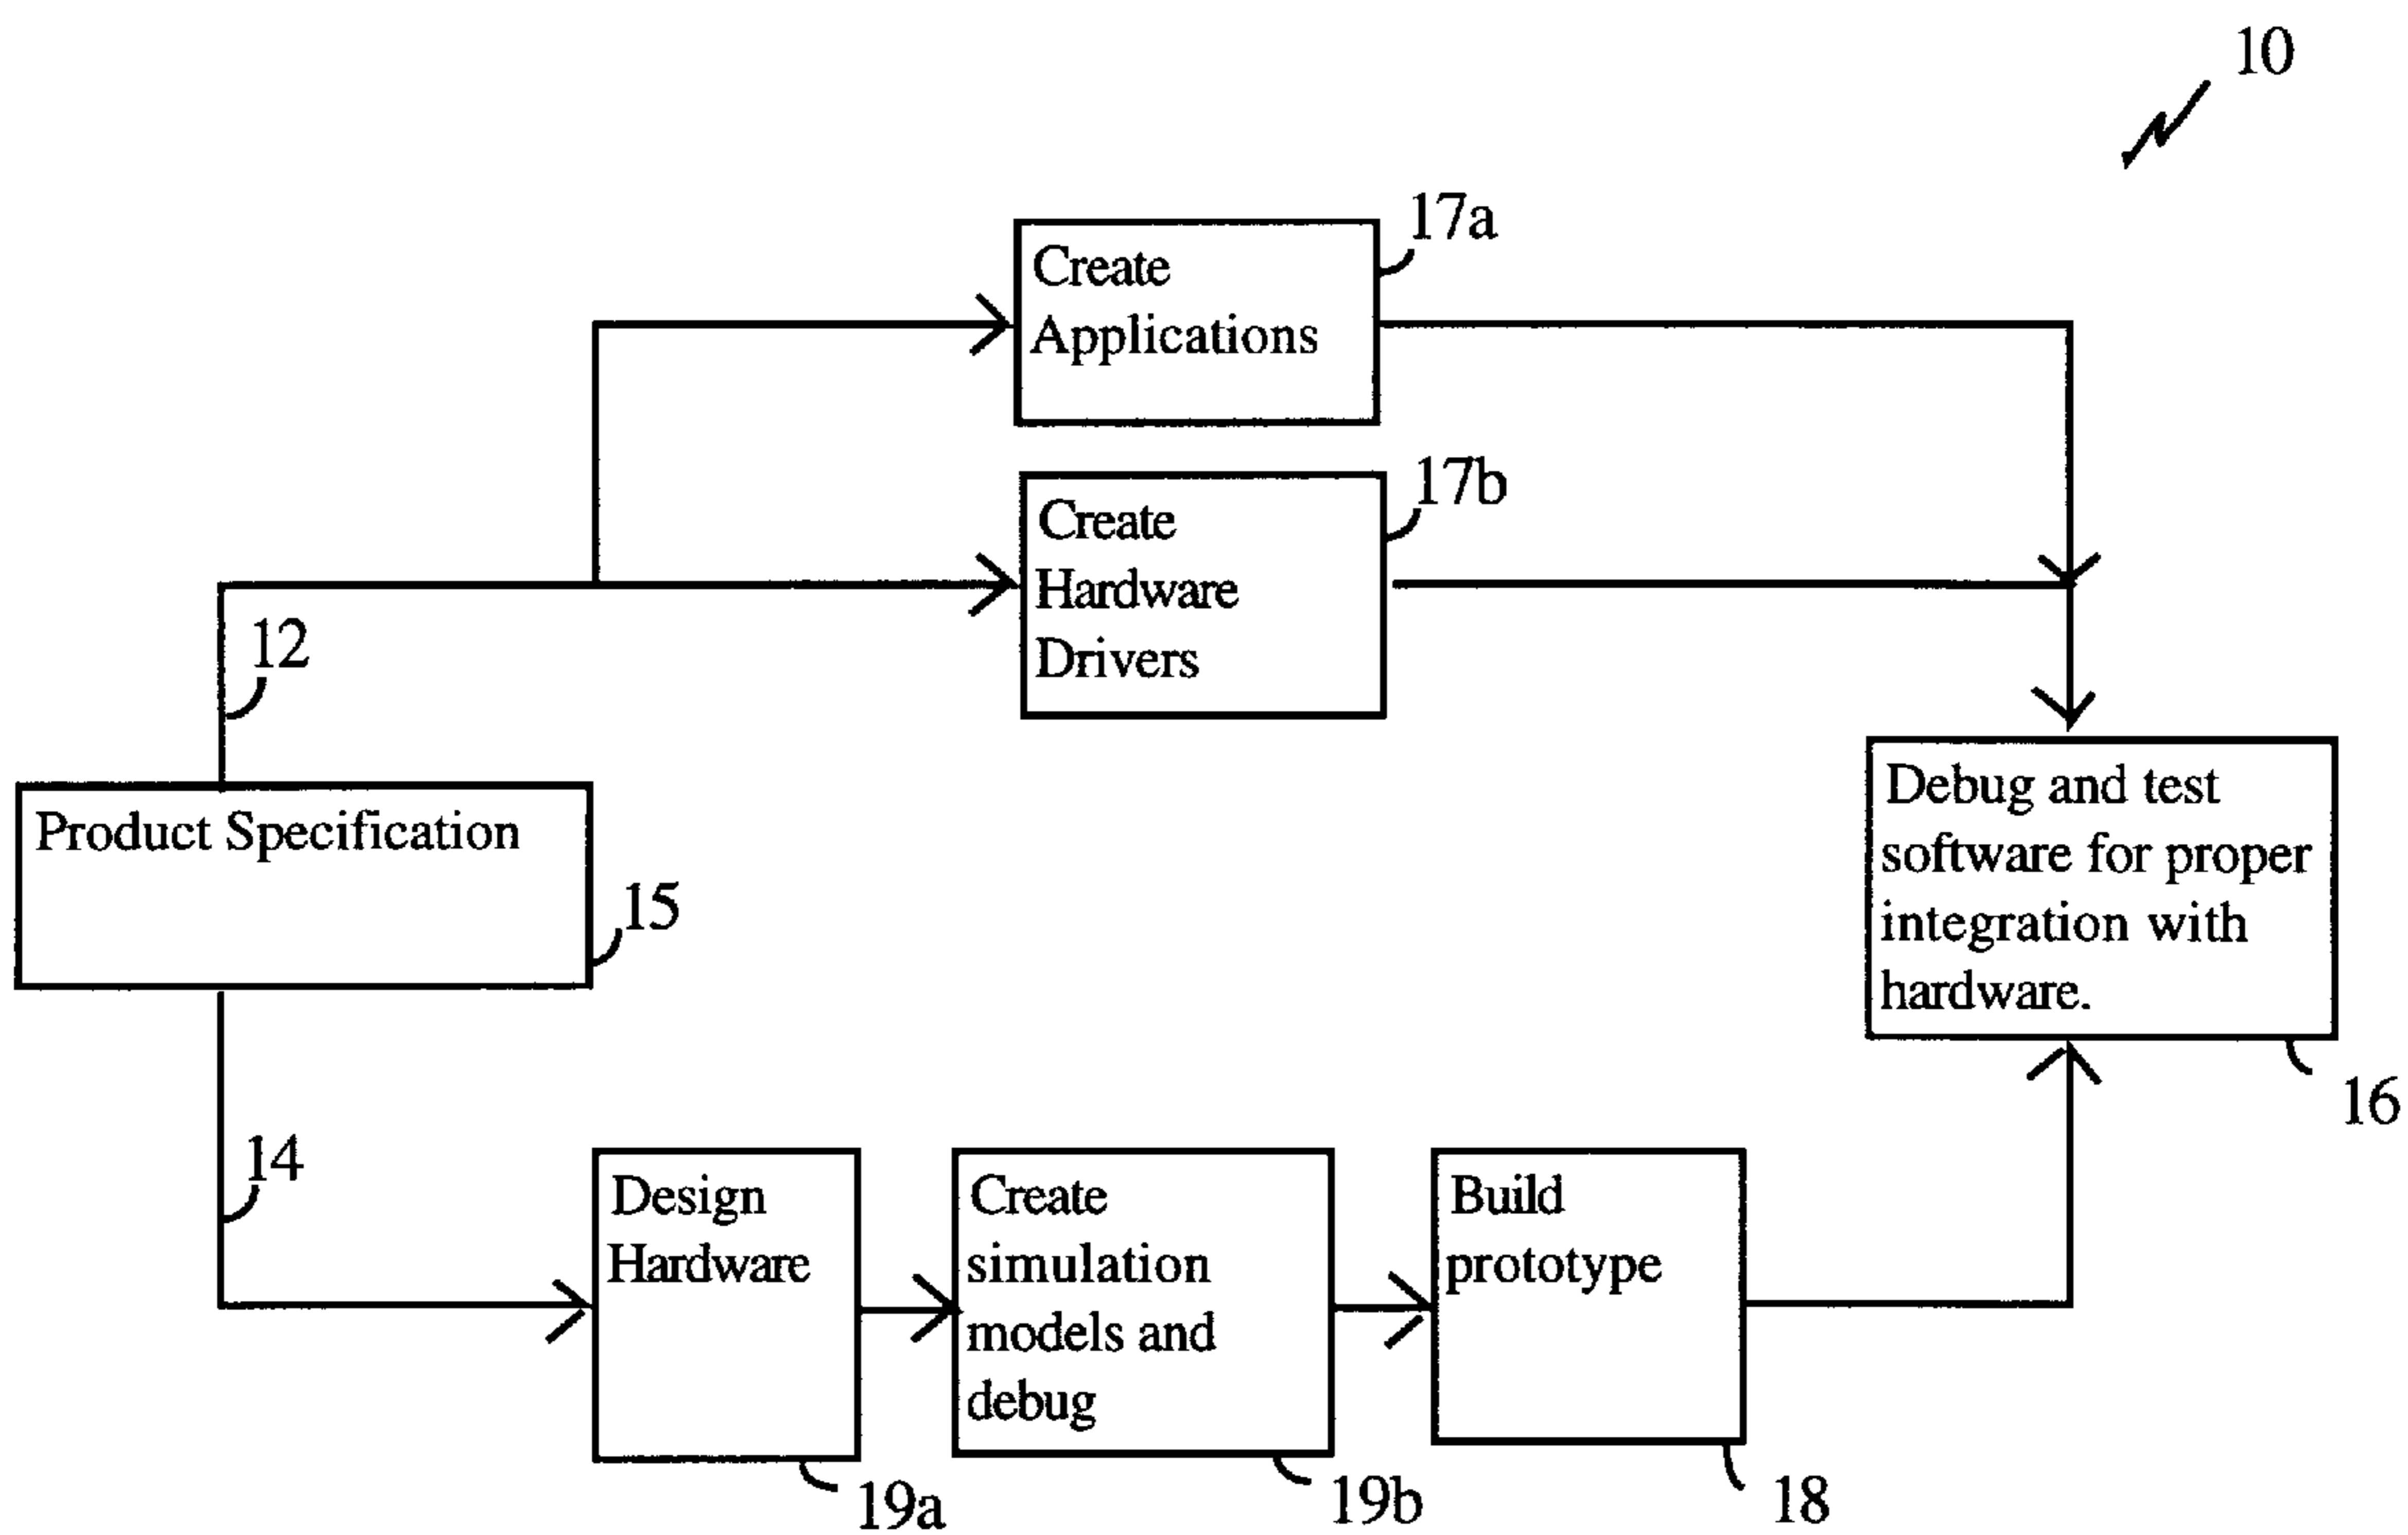 10
17a
Create
Applications
17b
Create
Hardware
Drivers
12
Product Specification
15
Debug and test
software for proper
integration with
hardware.
16
14
Design
Hardware
19a
Create
simulation
models and
debug
19b
Build
prototype
18